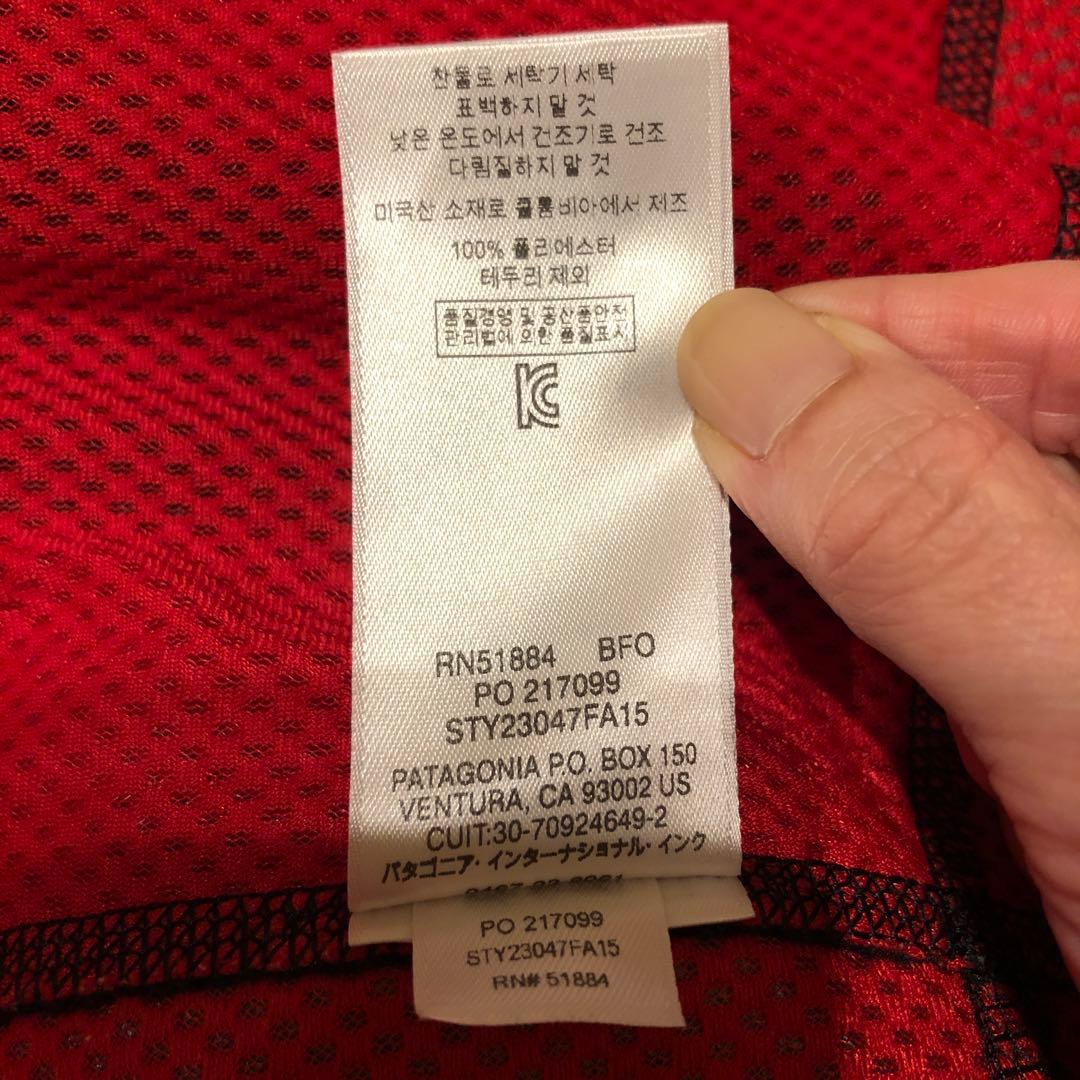 찬물로 세탁기 세탁
표백하지 말 것
낮은 온도에서 건조기로 건조
다림질하지 말 것
미국산 소재로 콜롬비아에서 제조
100% 폴리에스터
테두리 제외
품질경영 및 공산품안전
관리법에 의한 품질표시
KC
RN51884 BFO
PO 217099
STY23047FA15
PATAGONIA P.O. BOX 150
VENTURA, CA 93002 US
CUIT:30-70924649-2
パタゴニア・インターナショナル・インク
PO 217099
STY23047FA15
RN# 51884